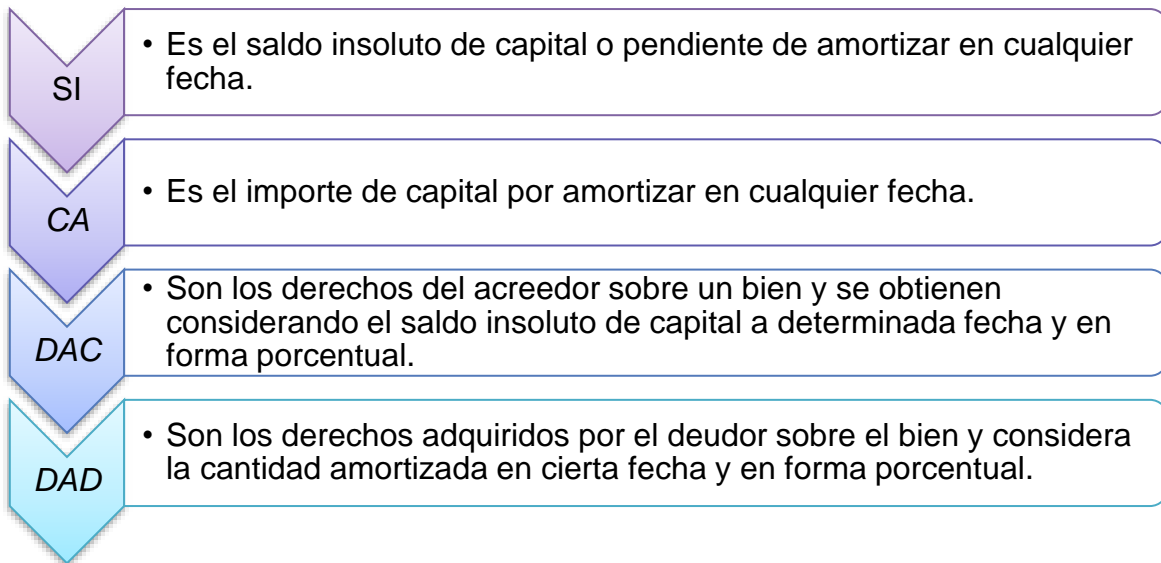 SI
• Es el saldo insoluto de capital o pendiente de amortizar en cualquier
fecha.
CA
• Es el importe de capital por amortizar en cualquier fecha.
DAC
• Son los derechos del acreedor sobre un bien y se obtienen
considerando el saldo insoluto de capital a determinada fecha y en
forma porcentual.
DAD
• Son los derechos adquiridos por el deudor sobre el bien y considera
la cantidad amortizada en cierta fecha y en forma porcentual.